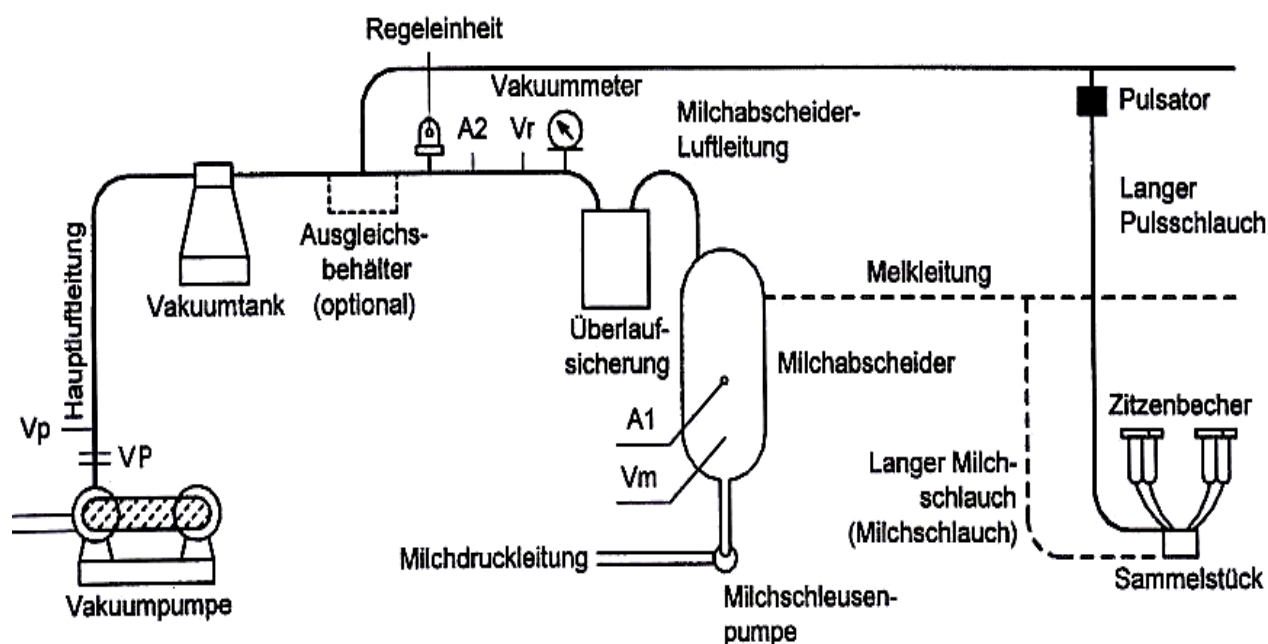 Regeleinheit
Vakuummeter
A2
Vr
Milchabscheider-
Luftleitung
Pulsator
Langer
Pulsschlauch
Hauptluftleitung
Ausgleichs-
behälter
(optional)
Vakuumtank
Überlauf-
sicherung
Melkleitung
Milchabscheider
A1
Vm
Zitzenbecher
Vp
VP
Langer Milch-
schlauch
(Milchschlauch)
Milchdruckleitung
Sammelstück
Vakuumpumpe
Milchschleusen-
pumpe